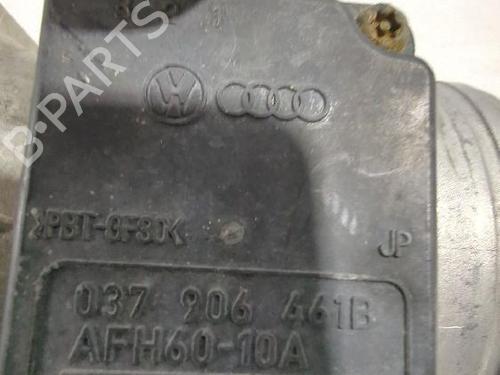 B-PARTS
>PBT-GF30<
JP
037 906 461B
AFH60-10A